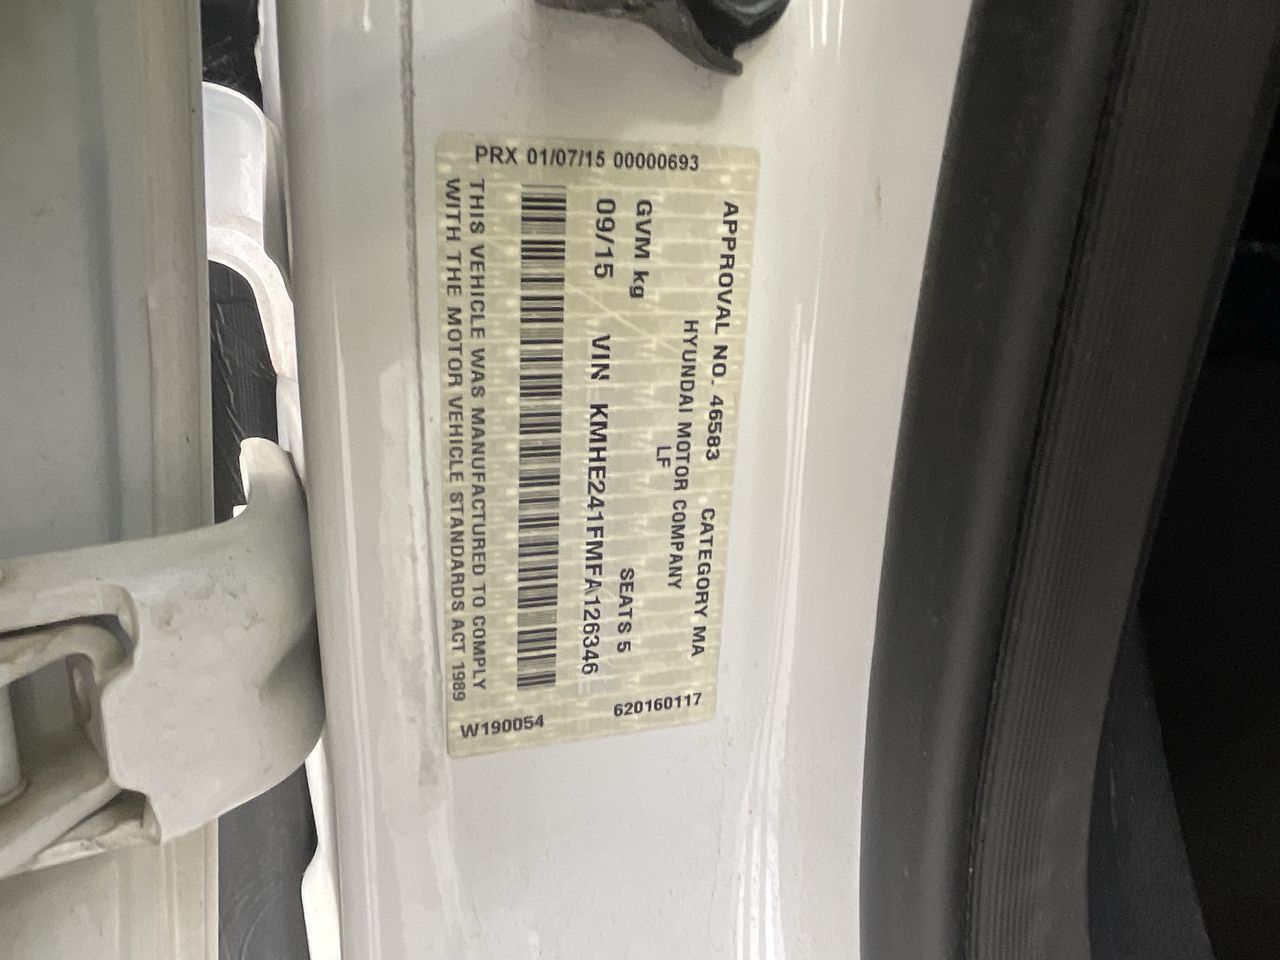 PRX 01/07/15 00000693
APPROVAL NO. 46583 CATEGORY MA
HYUNDAI MOTOR COMPANY
LF
GVM kg SEATS 5
09/15 VIN KMHE241FMFA126346
THIS VEHICLE WAS MANUFACTURED TO COMPLY
WITH THE MOTOR VEHICLE STANDARDS ACT 1989
620160117
W190054